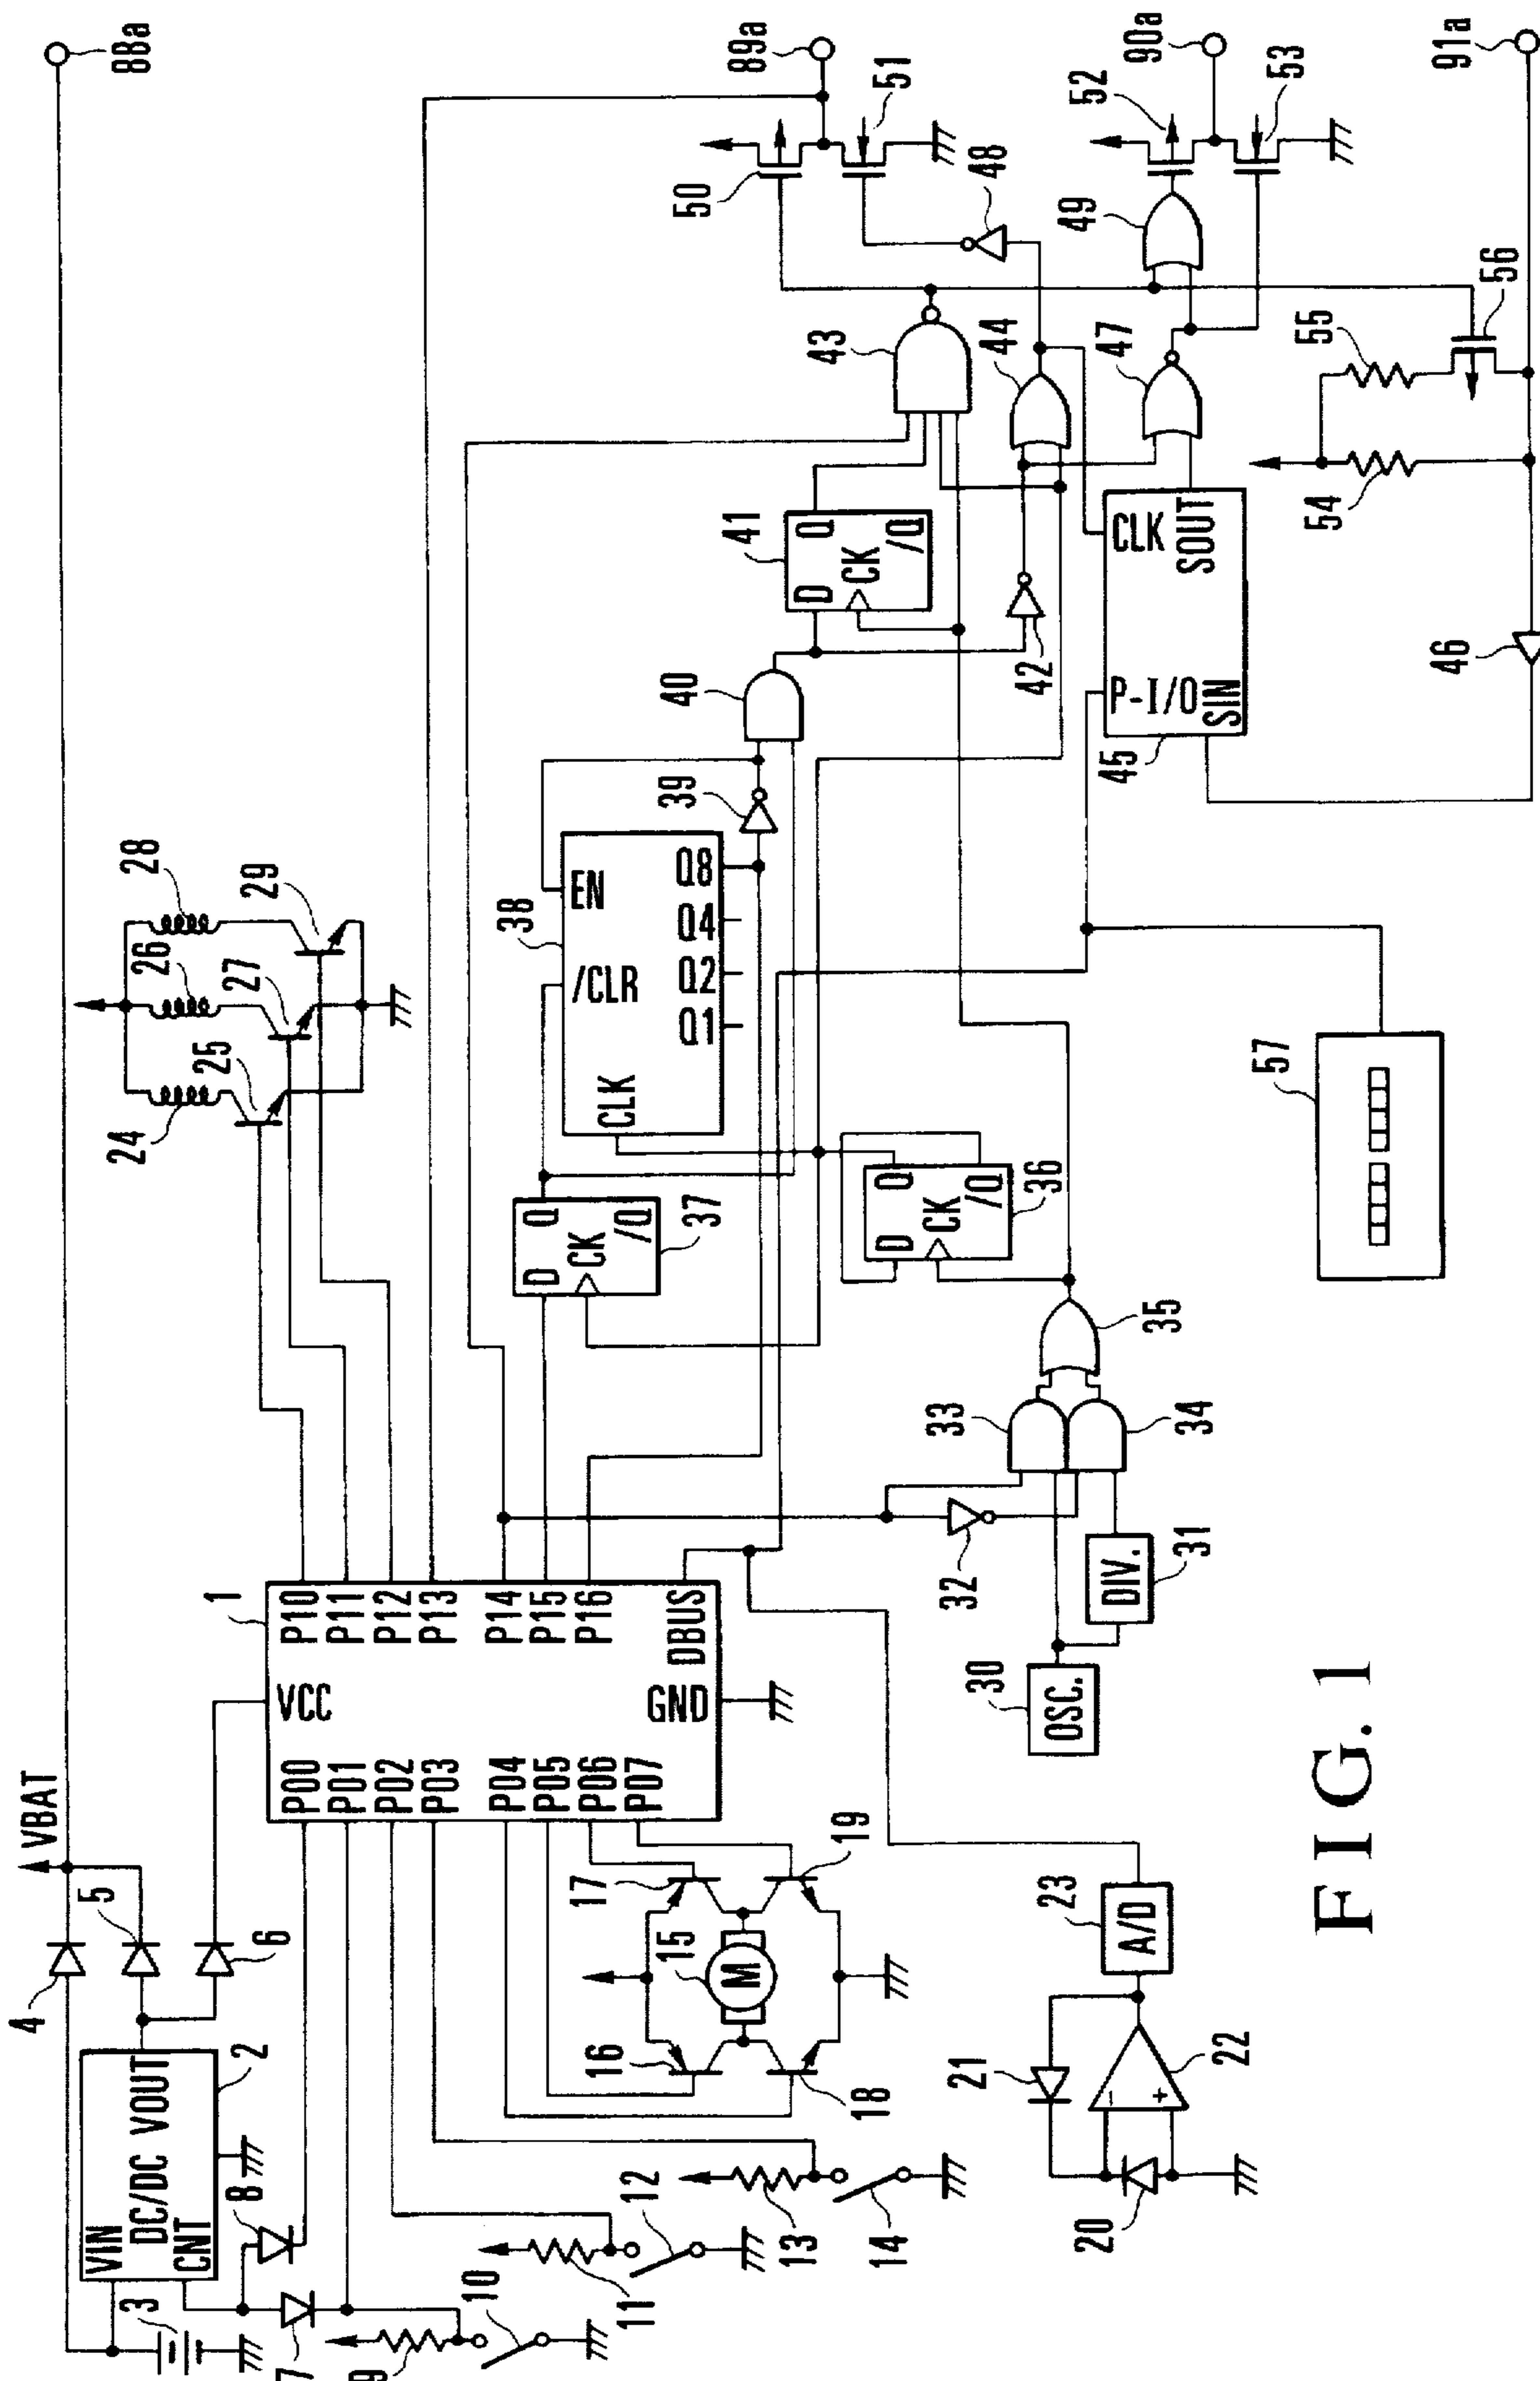 VBAT
88a
4
5
6
DC/DC
VIN
VOUT
CNT
2
3
8
7
9
10
11
12
13
14
1
VCC
GND
P00
P01
P02
P03
P04
P05
P06
P07
P10
P11
P12
P13
P14
P15
P16
DBUS
15
M
16
17
18
19
20
21
22
23
A/D
24
25
26
27
28
29
30
OSC.
31
DIV.
32
33
34
35
36
D
Q
CK
/Q
37
D
Q
CK
/Q
38
CLK
/CLR
EN
Q1
Q2
Q4
Q8
39
40
41
D
Q
CK
/Q
42
43
44
45
P-I/O
SIN
CLK
SOUT
46
47
48
49
50
51
89a
52
53
90a
54
55
56
91a
57
FIG. 1